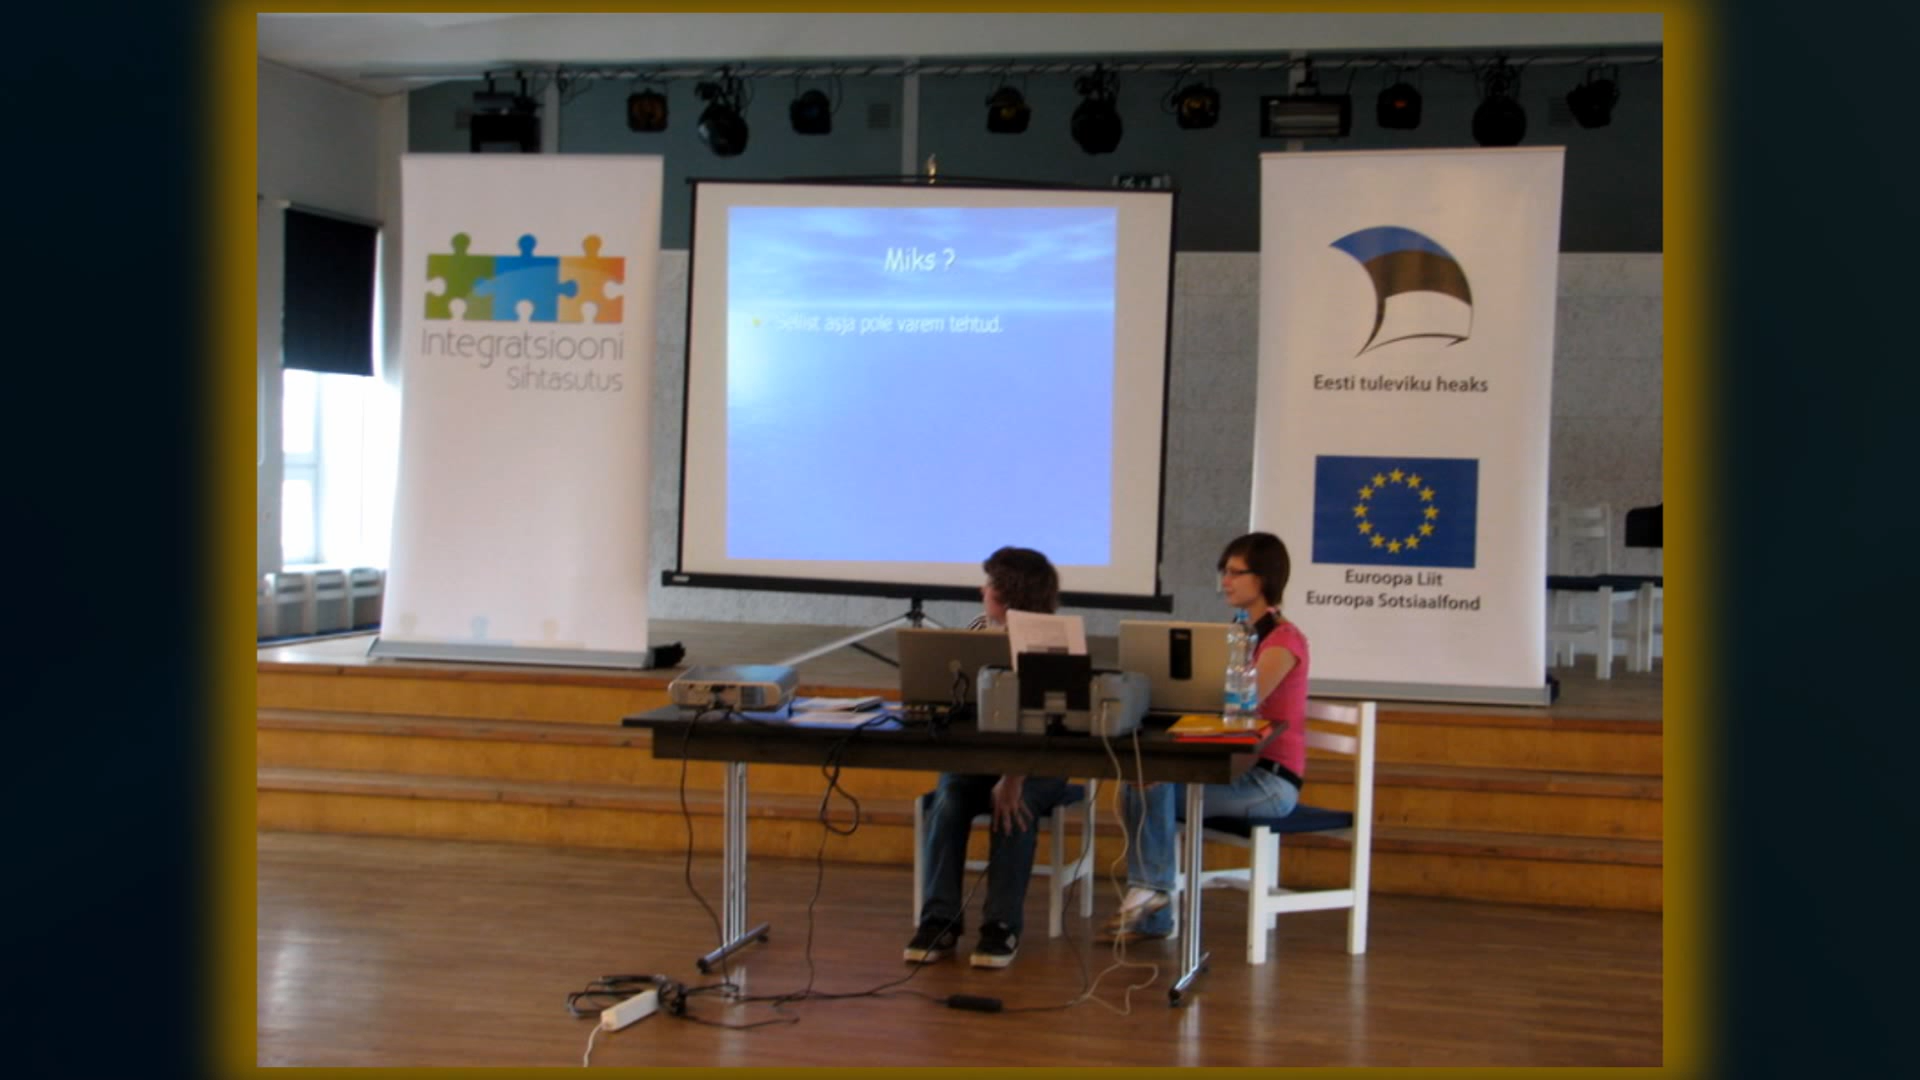 Integratsiooni
Sihtasutus
Miks ?
Sellist asja pole varem tehtud.
Eesti tuleviku heaks
Euroopa Liit
Euroopa Sotsiaalfond